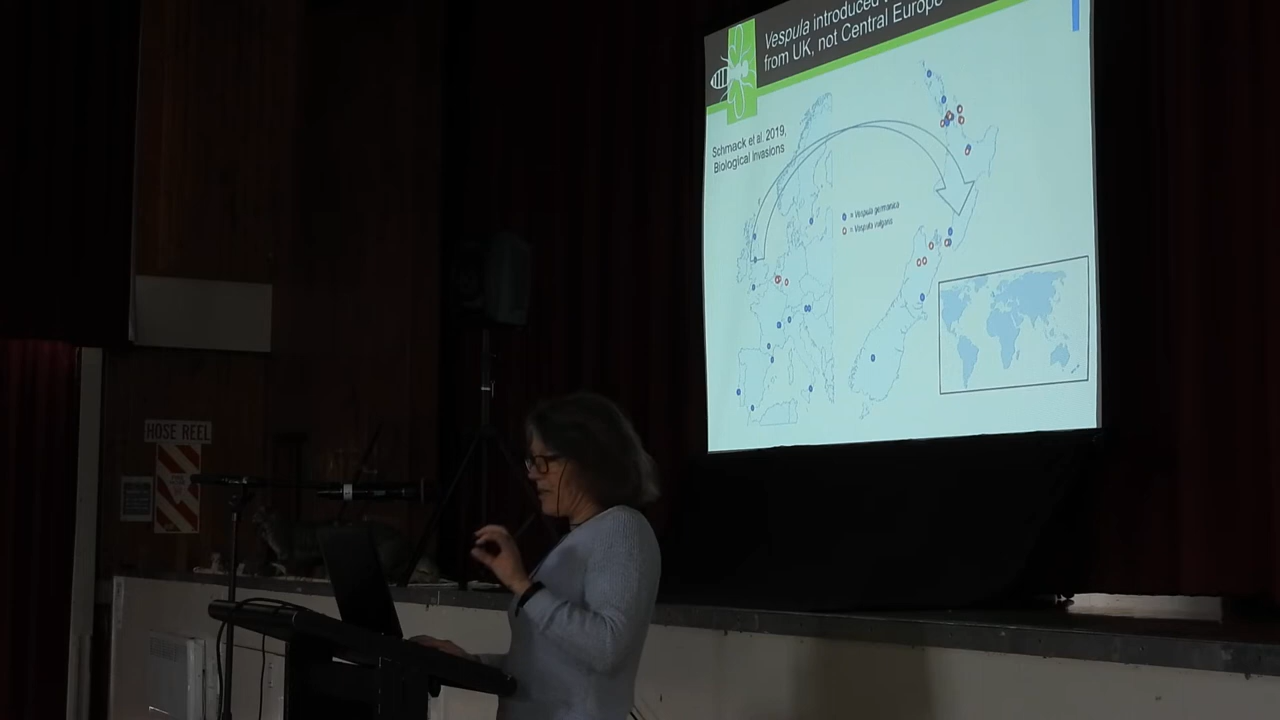 Vespula introduced
from UK, not Central Europe
Schmack et al. 2019,
Biological Invasions
= Vespula germanica
= Vespula vulgaris
HOSE REEL